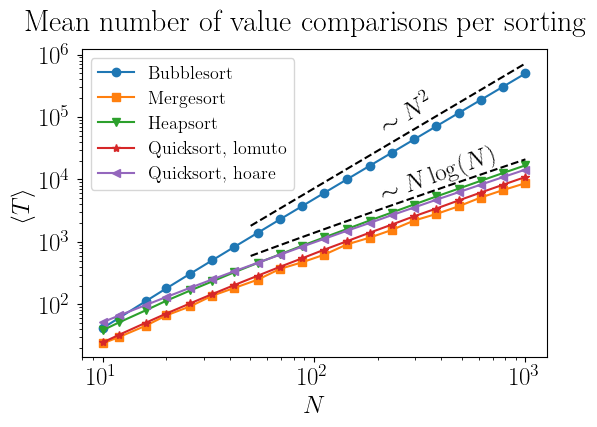 Mean number of value comparisons per sorting
10⁶
10⁵
10⁴
10³
10²
⟨T⟩
Bubblesort
Mergesort
Heapsort
Quicksort, lomuto
Quicksort, hoare
∼ N²
∼ N log(N)
10¹
10²
10³
N